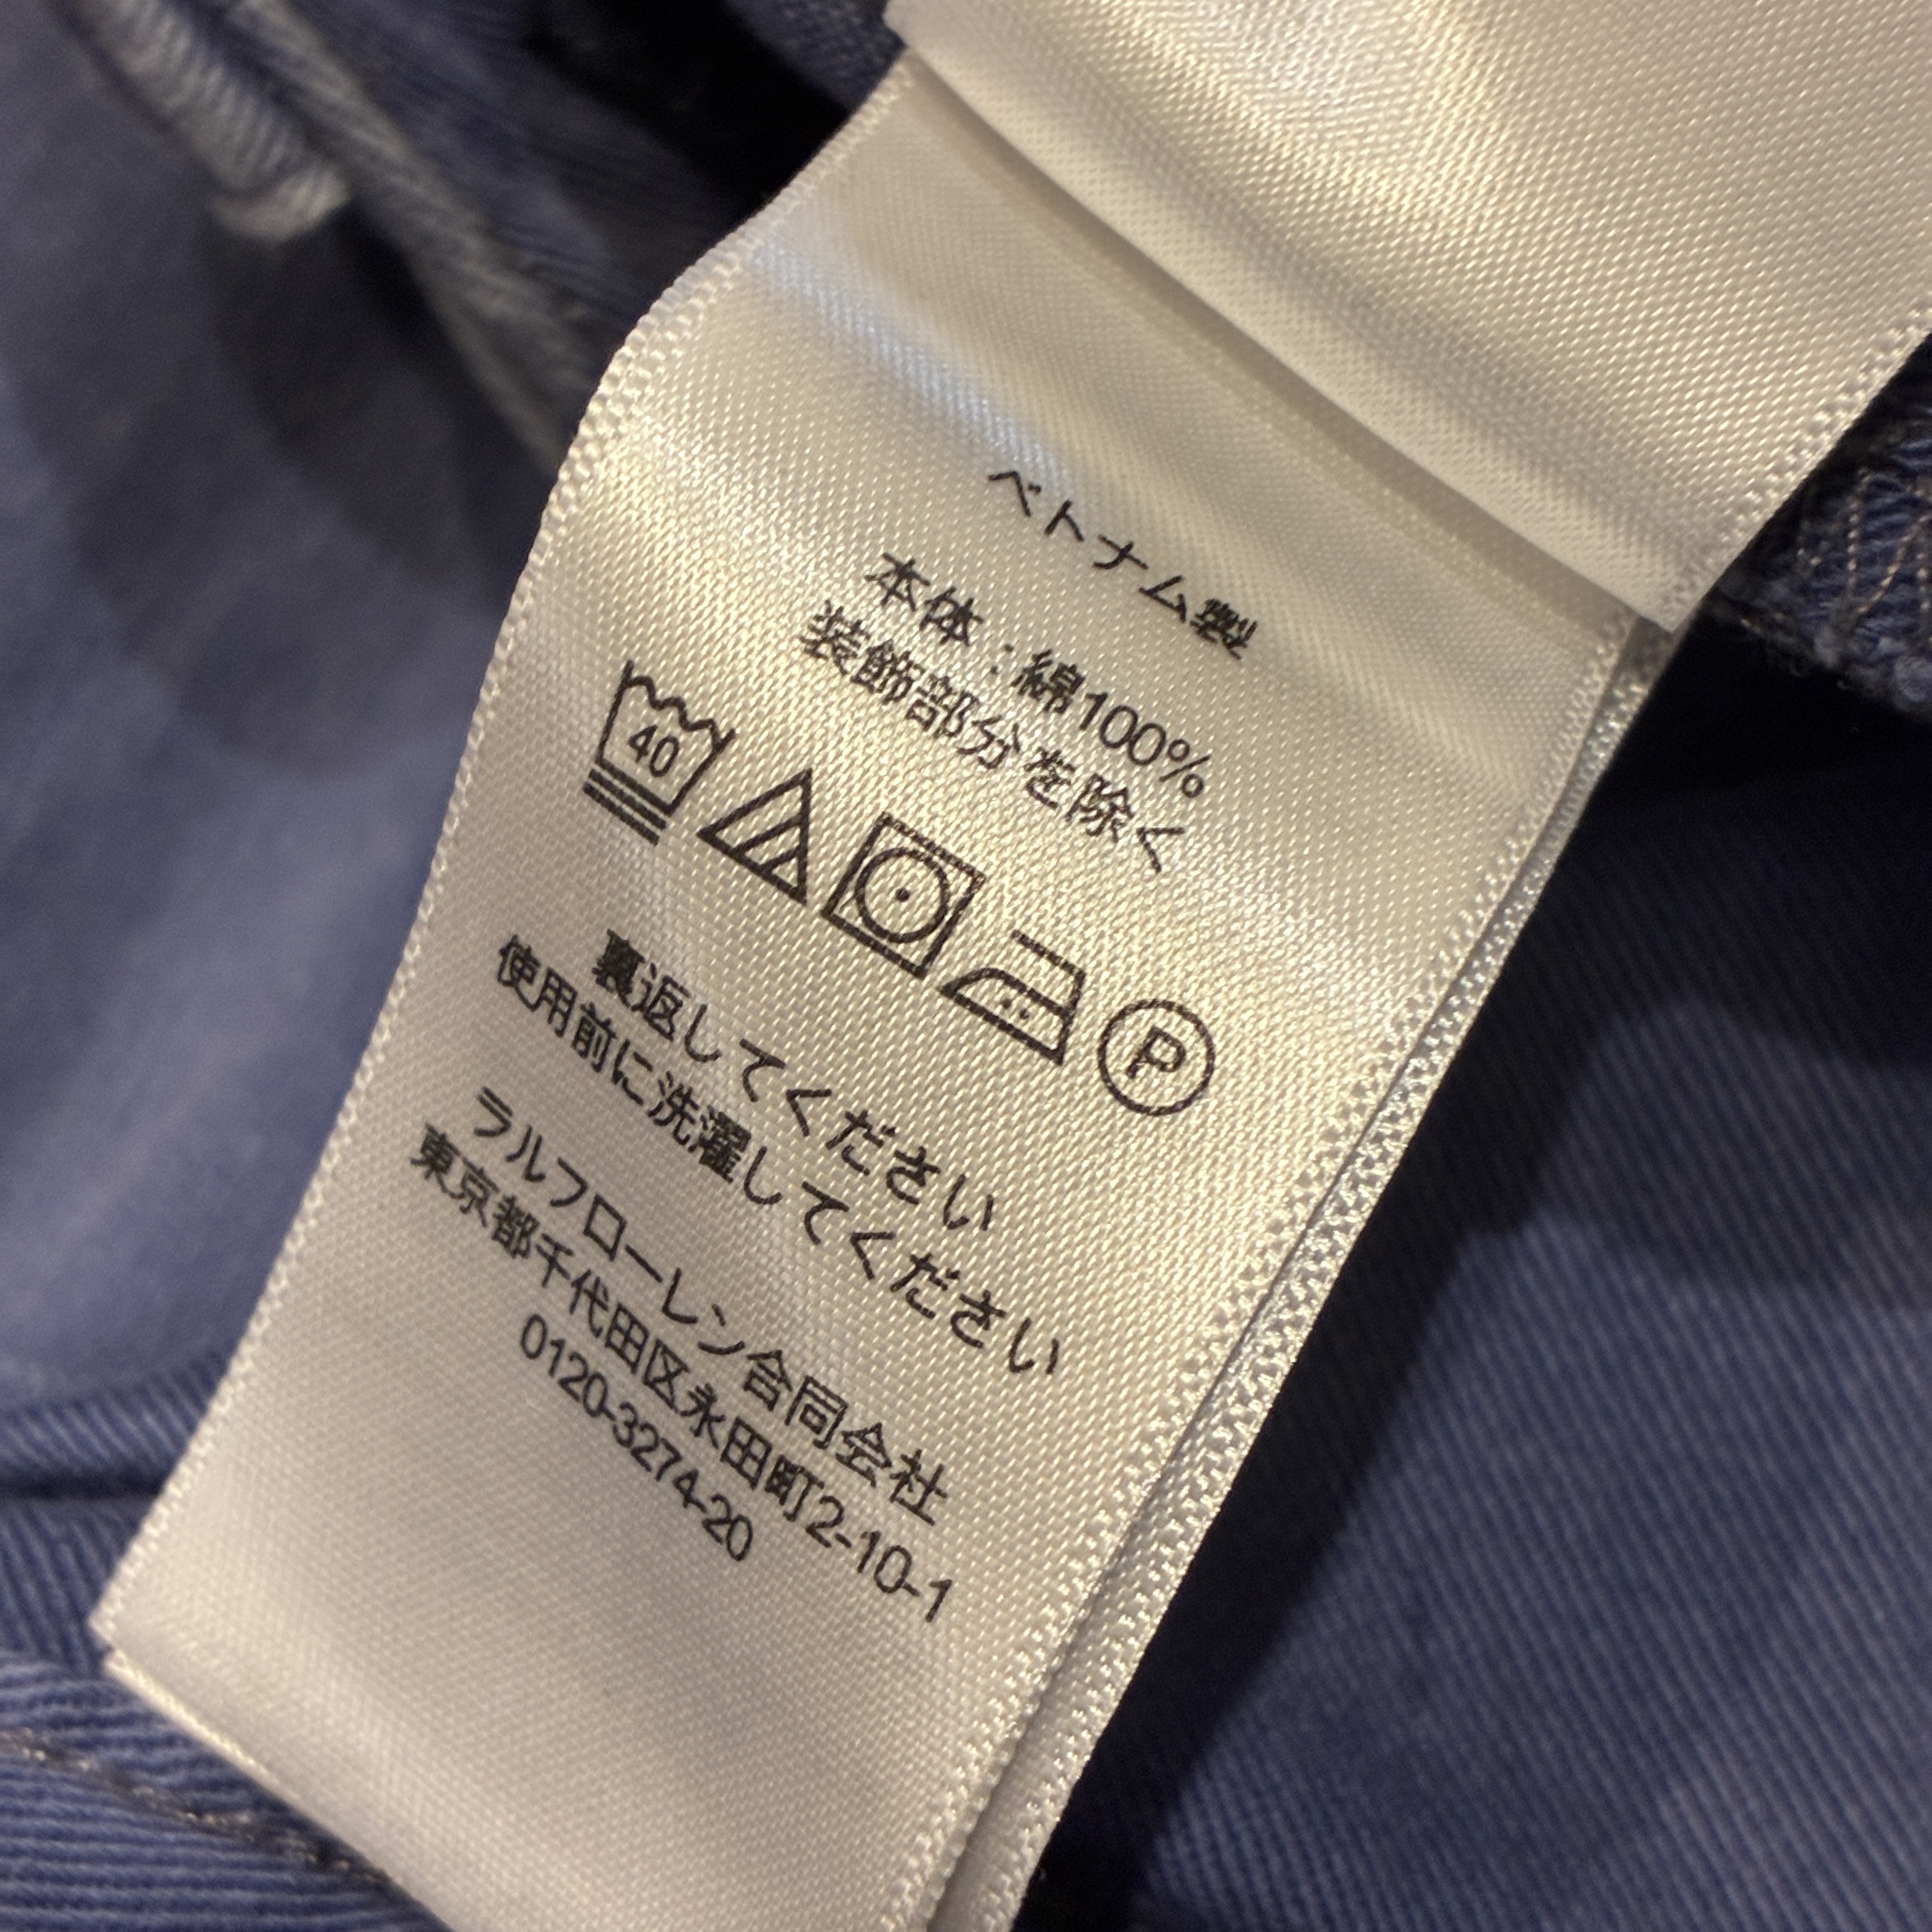 ベトナム製
本体：綿100%
装飾部分を除く
40
P
裏返してください
使用前に洗濯してください
ラルフローレン合同会社
東京都千代田区永田町2-10-1
0120-3274-20